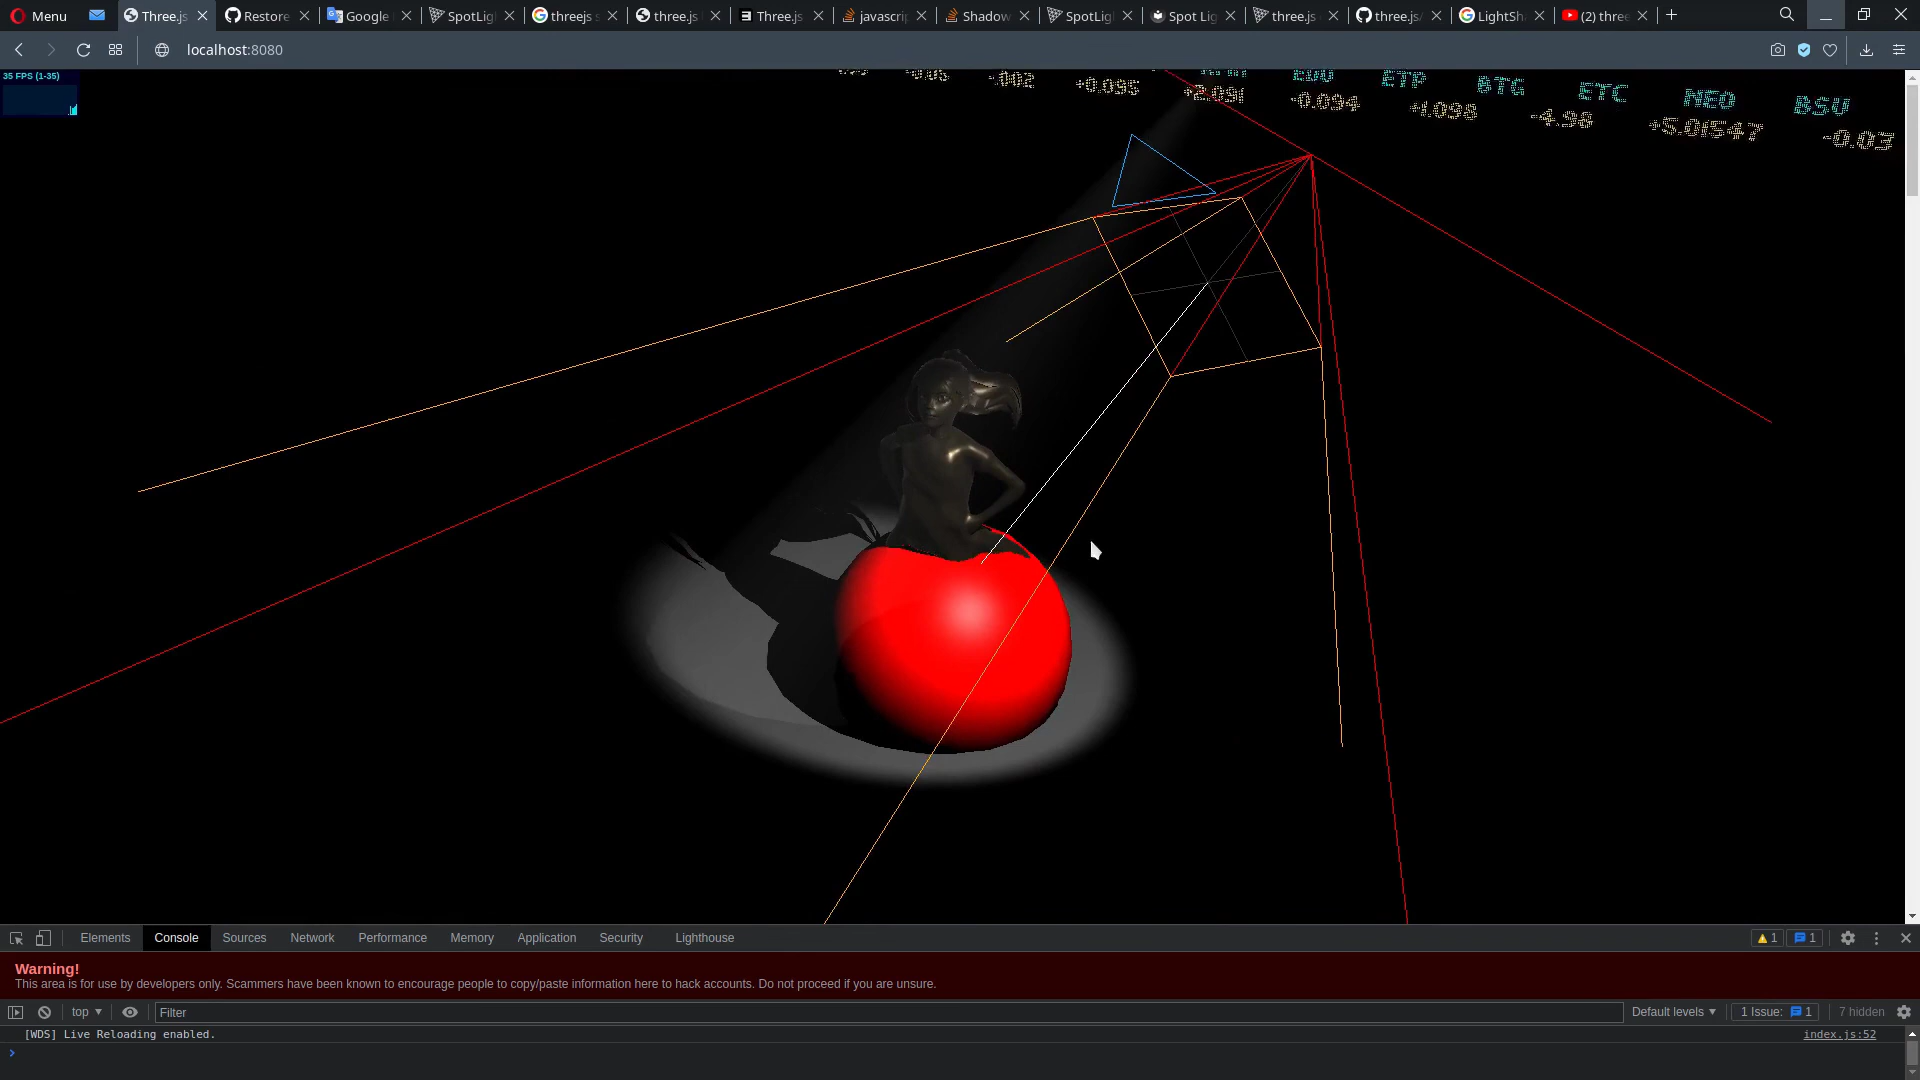 Menu
Three.js
Restore
Google
SpotLig
threejs s
three.js
Three.js
javascrip
Shadow
SpotLig
Spot Lig
three.js
three.js/
LightSh
(2) three
localhost:8080
35 FPS (1-35)
-0.05
-002
+0.095
+2.091
-0.094
+1.098
-4.98
+5.01547
-0.03
EDU
ETP
BTG
ETC
NEO
BSU
Elements
Console
Sources
Network
Performance
Memory
Application
Security
Lighthouse
1
1
Warning!
This area is for use by developers only. Scammers have been known to encourage people to copy/paste information here to hack accounts. Do not proceed if you are unsure.
top
Filter
Default levels
1 Issue: 1
7 hidden
[WDS] Live Reloading enabled.
index.js:52